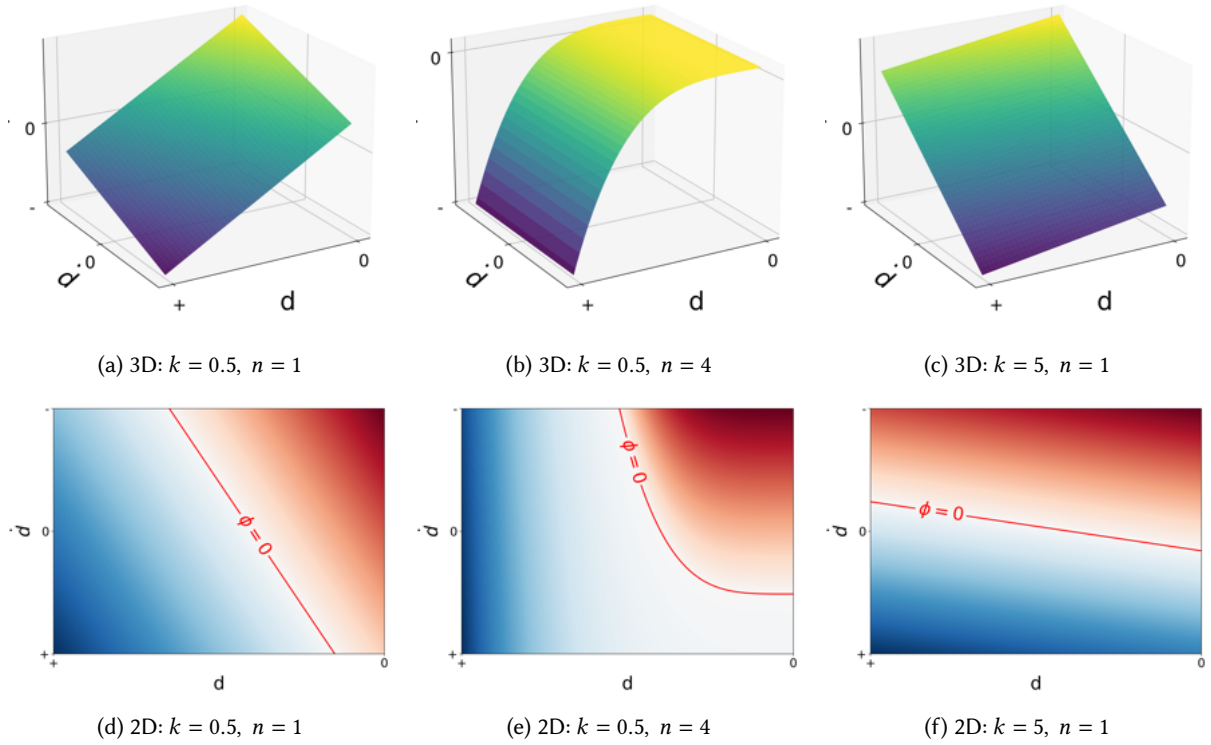 0
-
ḋ
0
+
d
0
0
-
ḋ
0
+
d
0
0
-
ḋ
0
+
d
0
(a) 3D: k = 0.5, n = 1
(b) 3D: k = 0.5, n = 4
(c) 3D: k = 5, n = 1
-
ϕ = 0
ḋ
0
+
+
0
d
-
ϕ = 0
ḋ
0
+
+
0
d
-
ϕ = 0
ḋ
0
+
+
0
d
(d) 2D: k = 0.5, n = 1
(e) 2D: k = 0.5, n = 4
(f) 2D: k = 5, n = 1